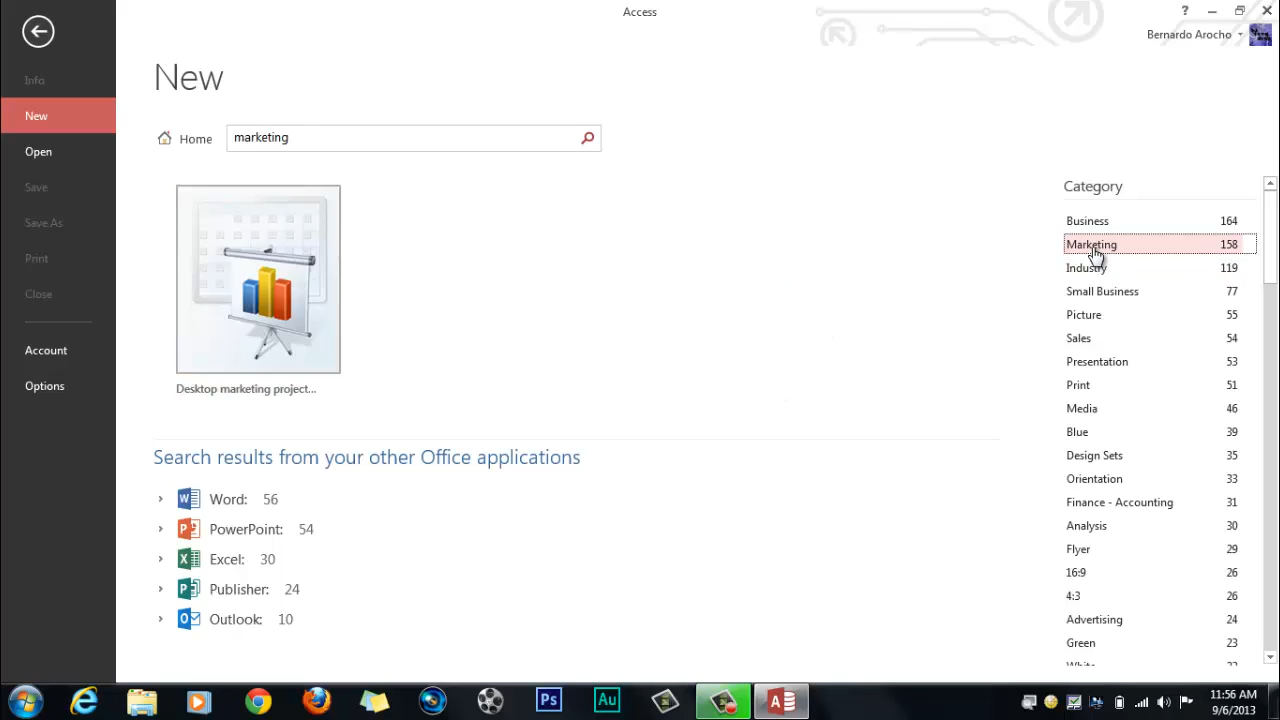 Access
?
Bernardo Arocho
Info
New
Open
Save
Save As
Print
Close
Account
Options
New
Home
marketing
Desktop marketing project...
Search results from your other Office applications
Word: 56
PowerPoint: 54
Excel: 30
Publisher: 24
Outlook: 10
Category
Business 164
Marketing 158
Industry 119
Small Business 77
Picture 55
Sales 54
Presentation 53
Print 51
Media 46
Blue 39
Design Sets 35
Orientation 33
Finance - Accounting 31
Analysis 30
Flyer 29
16:9 26
4:3 26
Advertising 24
Green 23
Ps
Au
11:56 AM
9/6/2013